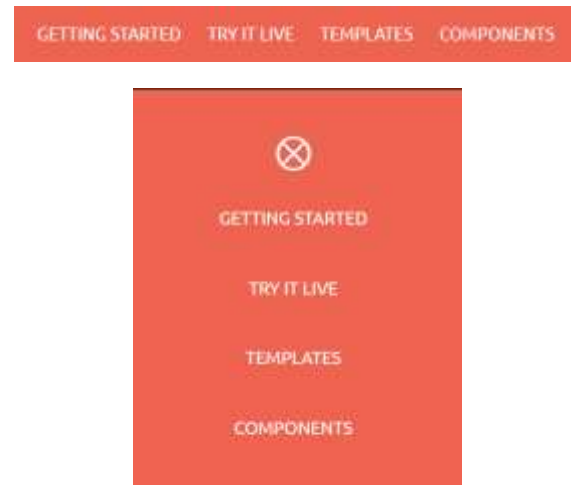 GETTING STARTED TRY IT LIVE TEMPLATES COMPONENTS
GETTING STARTED
TRY IT LIVE
TEMPLATES
COMPONENTS